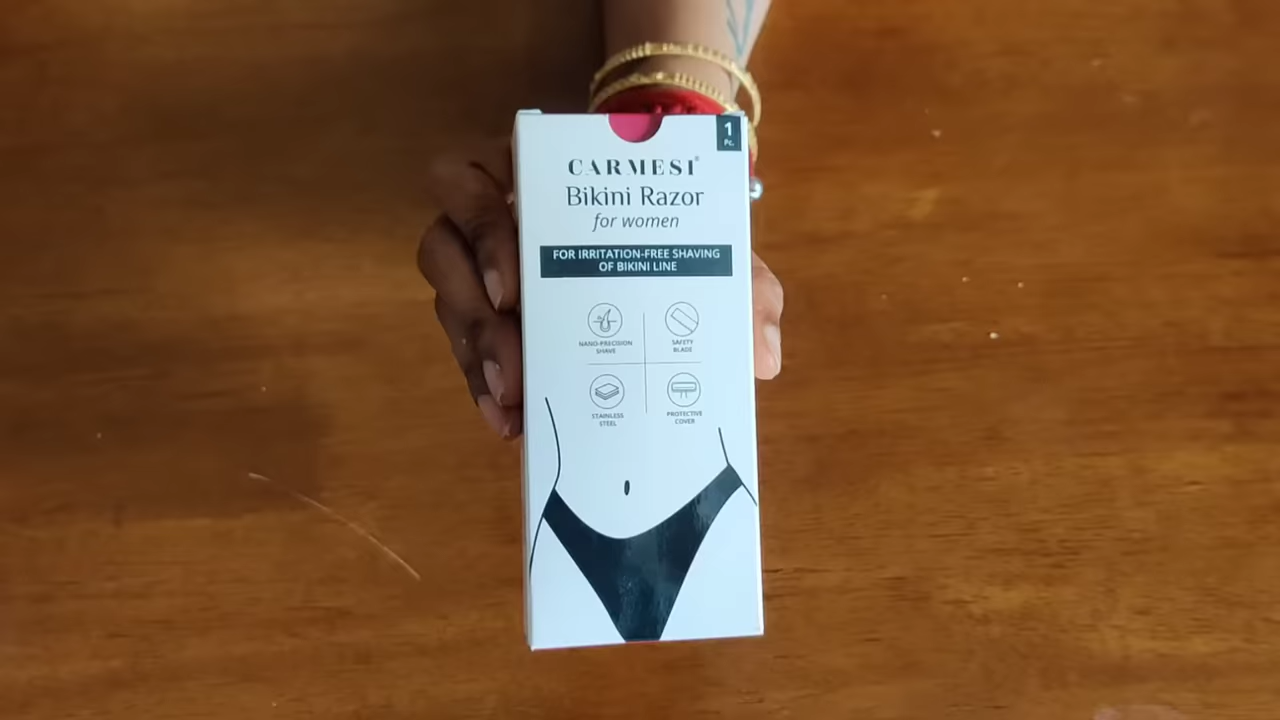 1
Pc.
CARMESI®
Bikini Razor
for women
FOR IRRITATION-FREE SHAVING
OF BIKINI LINE
NANO-PRECISION
SHAVE
SAFETY
BLADE
STAINLESS
STEEL
PROTECTIVE
COVER